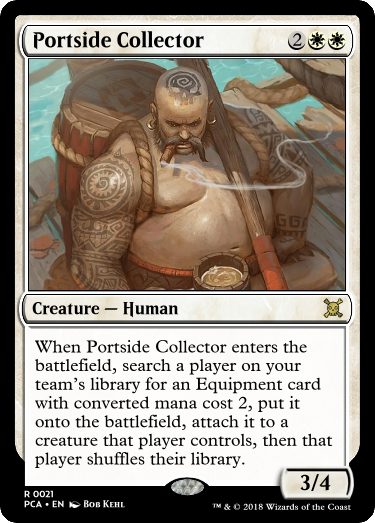 Portside Collector 2
Creature — Human
When Portside Collector enters the
battlefield, search a player on your
team's library for an Equipment card
with converted mana cost 2, put it
onto the battlefield, attach it to a
creature that player controls, then that
player shuffles their library.
3/4
R 0021
PCA • EN Bob Kehl
™ & © 2018 Wizards of the Coast